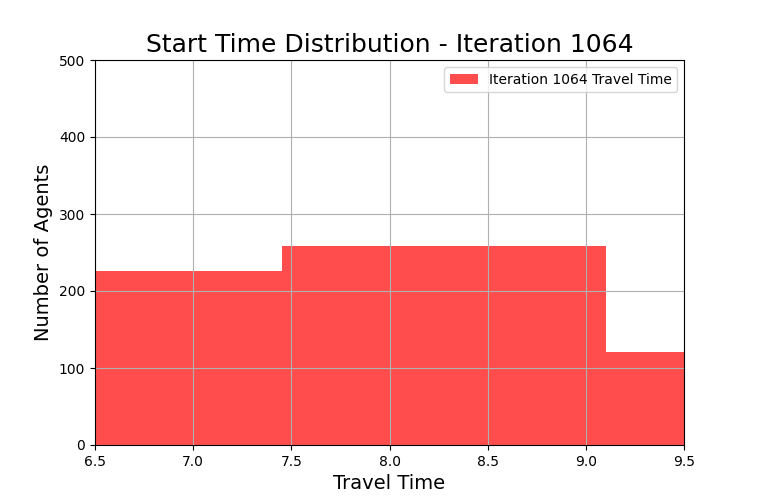 Start Time Distribution - Iteration 1064
Iteration 1064 Travel Time
Number of Agents
500
400
300
200
100
0
6.5 7.0 7.5 8.0 8.5 9.0 9.5
Travel Time